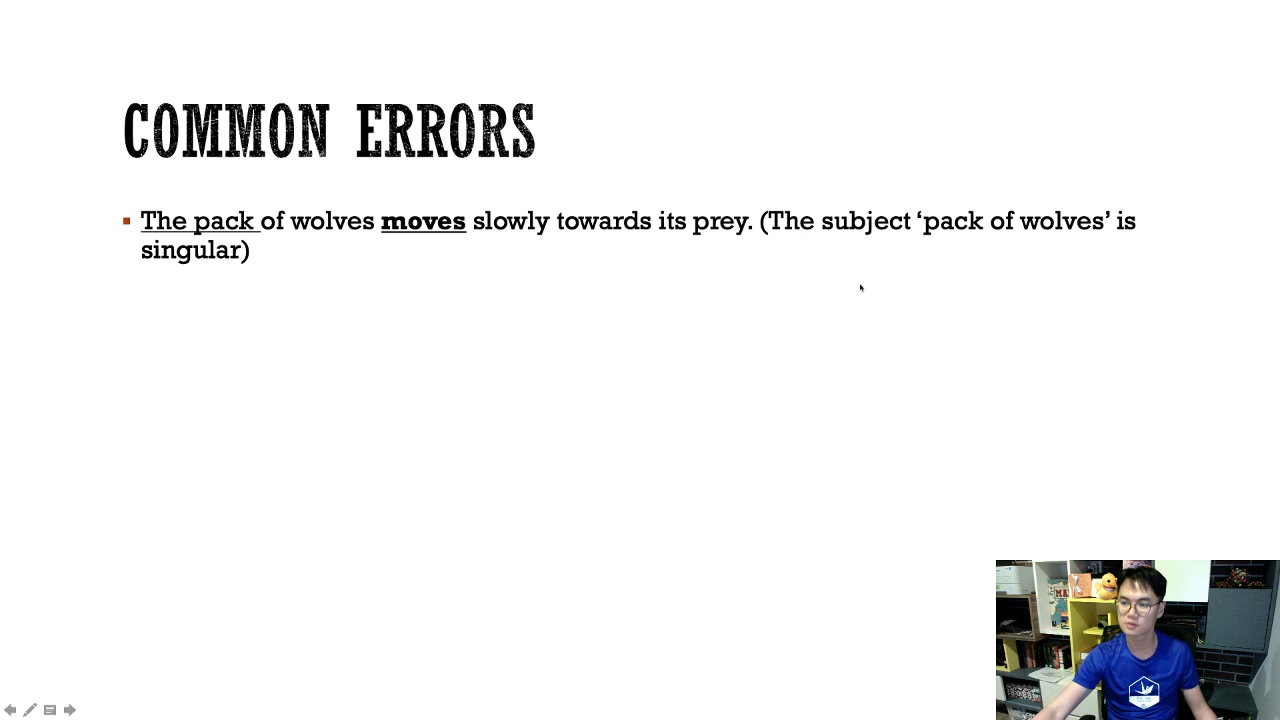 COMMON ERRORS
The pack of wolves moves slowly towards its prey. (The subject ‘pack of wolves’ is
singular)